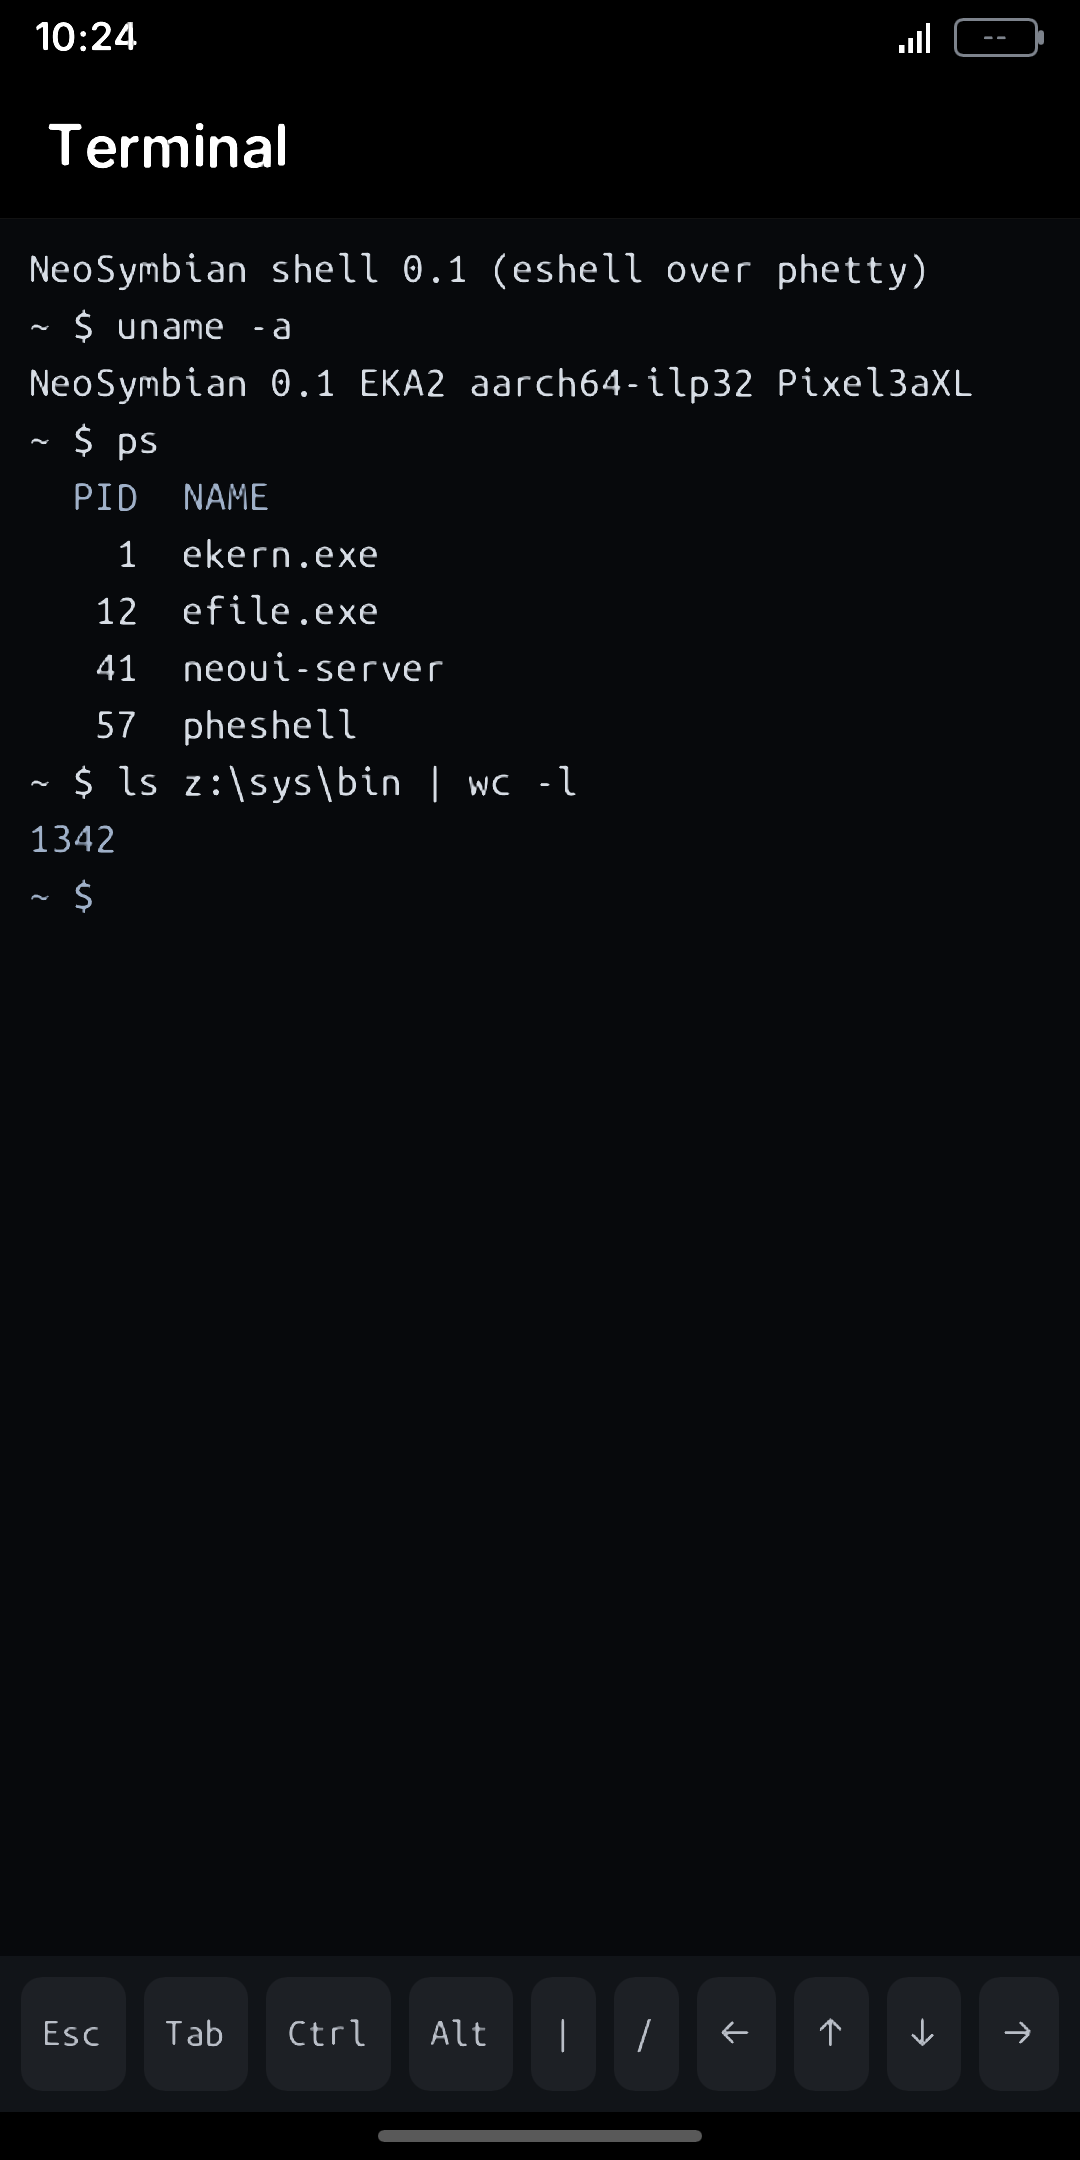 10:24
--
Terminal
NeoSymbian shell 0.1 (eshell over phetty)
~ $ uname -a
NeoSymbian 0.1 EKA2 aarch64-ilp32 Pixel3aXL
~ $ ps
  PID  NAME
    1  ekern.exe
   12  efile.exe
   41  neoui-server
   57  pheshell
~ $ ls z:\sys\bin | wc -l
1342
~ $
Esc Tab Ctrl Alt | / ← ↑ ↓ →